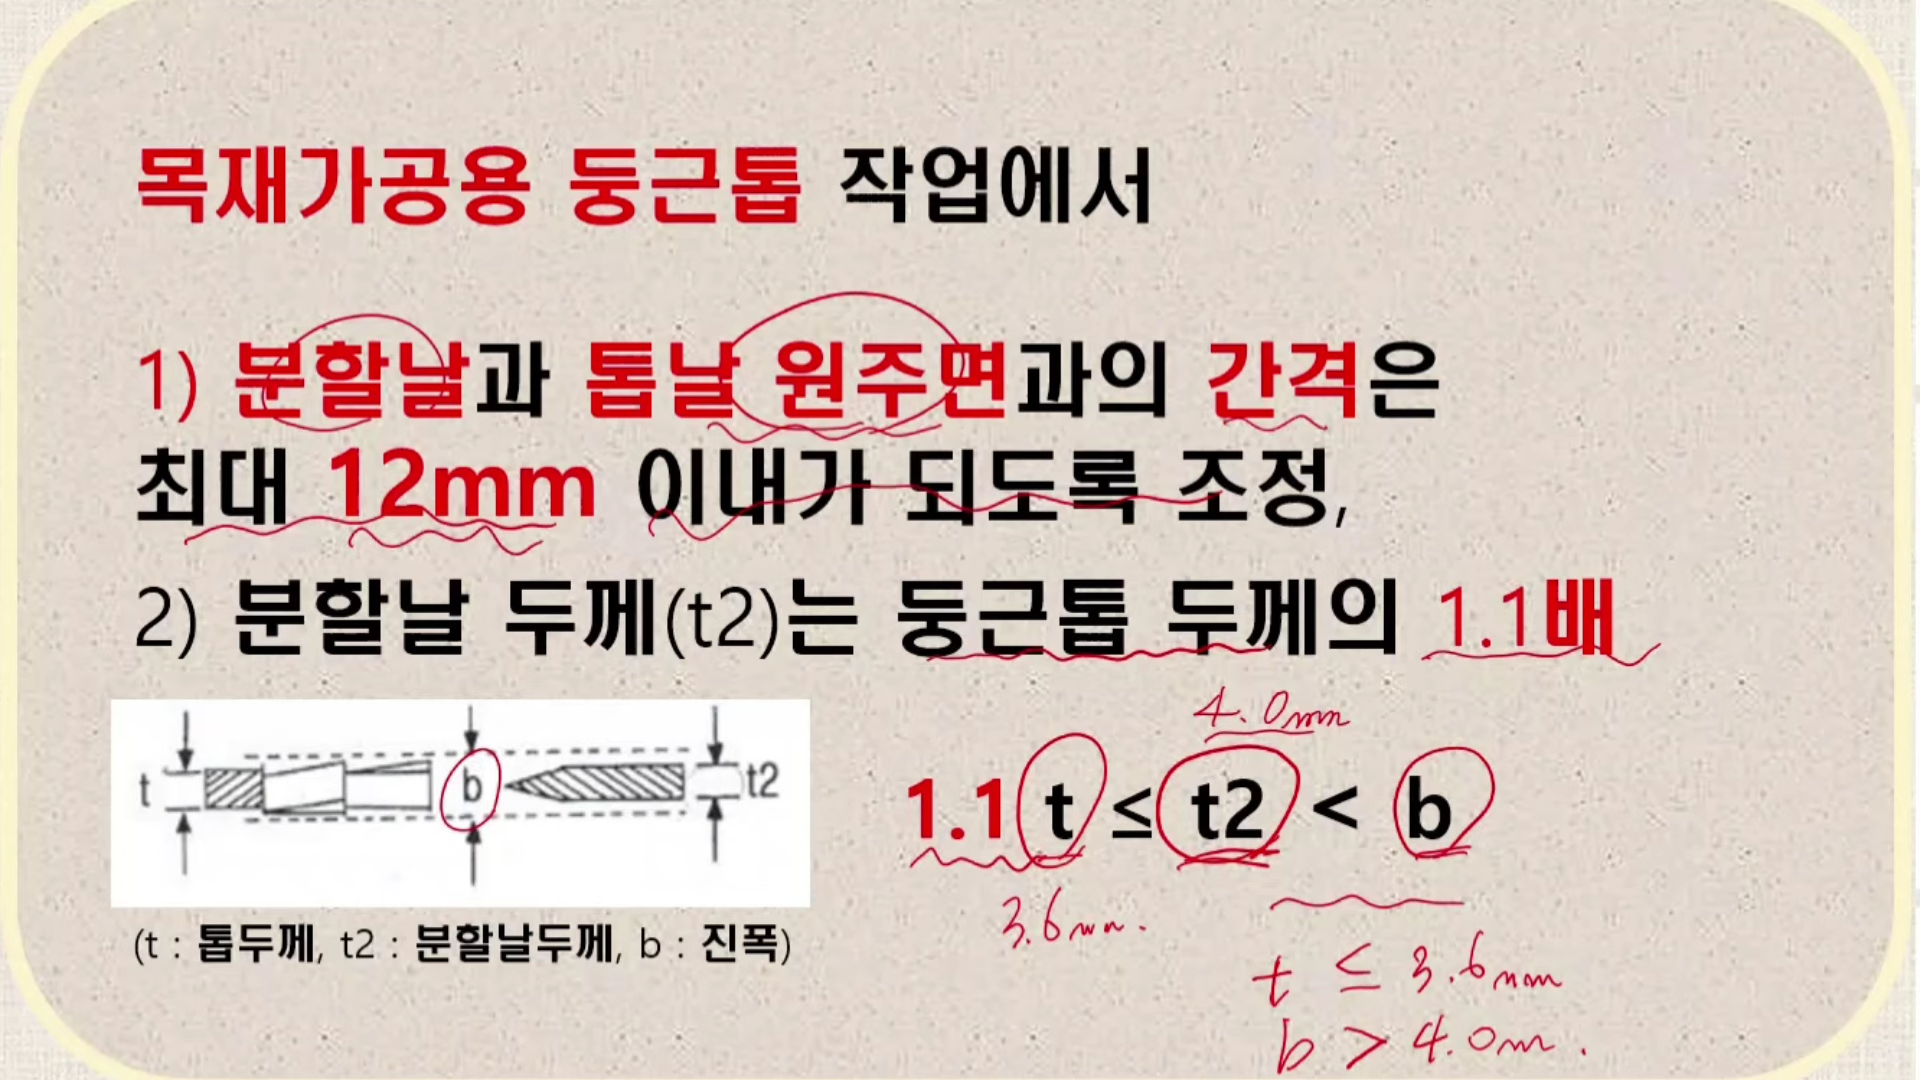 목재가공용 둥근톱 작업에서
1) 분할날과 톱날 원주면과의 간격은
최대 12mm 이내가 되도록 조정,
2) 분할날 두께(t2)는 둥근톱 두께의 1.1배
4.0mm
t b t2
1.1 t ≤ t2 < b
3.6mm.
(t : 톱두께, t2 : 분할날두께, b : 진폭)
t ≤ 3.6mm
b > 4.0m.